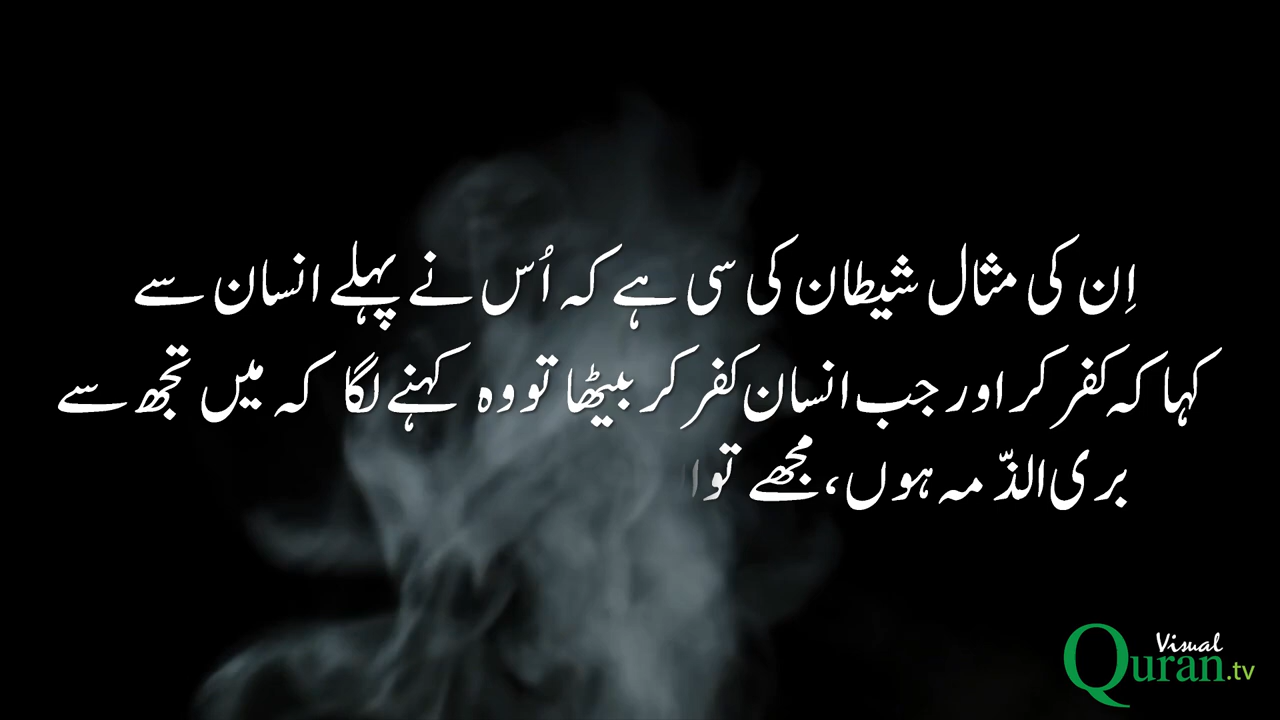 اِن کی مثال شیطان کی سی ہے کہ اُس نے پہلے انسان سے
کہا کہ کفر کر اور جب انسان کفر کر بیٹھا تو وہ کہنے لگا کہ میں تجھ سے
بری الذّمہ ہوں، مجھے تو
Visual
Quran.tv